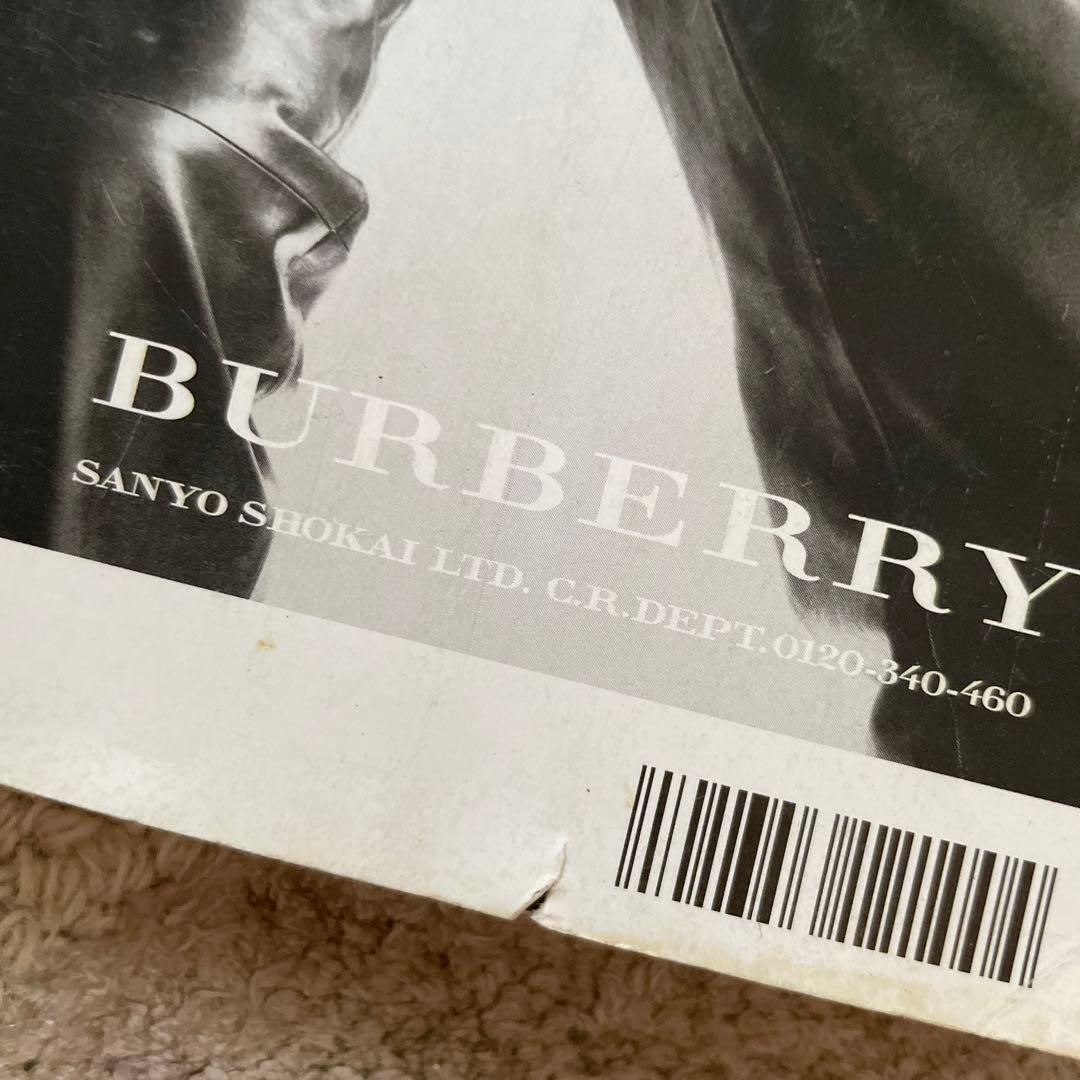 BURBERRY
SANYO SHOKAI LTD. C.R.DEPT.0120-340-460